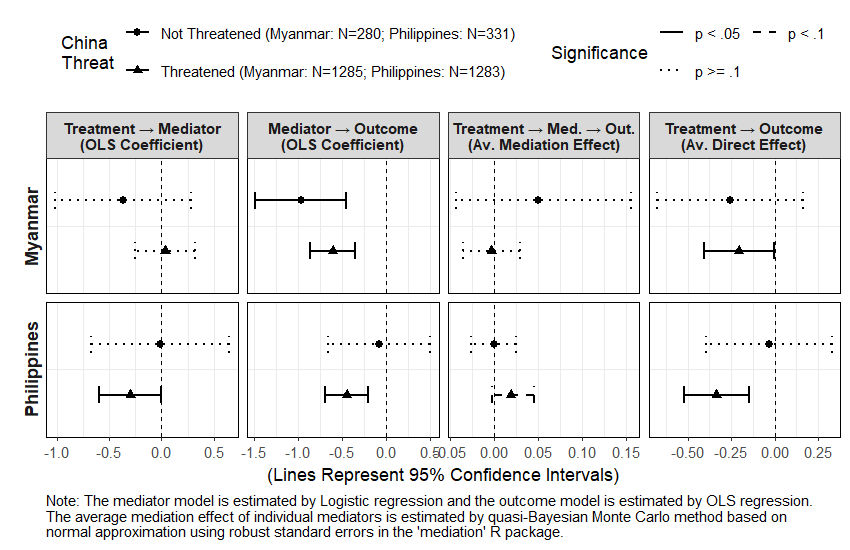 China
Threat
Not Threatened (Myanmar: N=280; Philippines: N=331)
Threatened (Myanmar: N=1285; Philippines: N=1283)
Significance
p < .05
p < .1
p >= .1
Treatment → Mediator
(OLS Coefficient)
Mediator → Outcome
(OLS Coefficient)
Treatment → Med. → Out.
(Av. Mediation Effect)
Treatment → Outcome
(Av. Direct Effect)
Myanmar
Philippines
-1.0 -0.5 0.0 0.5
-1.5 -1.0 -0.5 0.0
0.00 0.05 0.10 0.15
-0.50 -0.25 0.00 0.25
(Lines Represent 95% Confidence Intervals)
Note: The mediator model is estimated by Logistic regression and the outcome model is estimated by OLS regression.
The average mediation effect of individual mediators is estimated by quasi-Bayesian Monte Carlo method based on
normal approximation using robust standard errors in the 'mediation' R package.